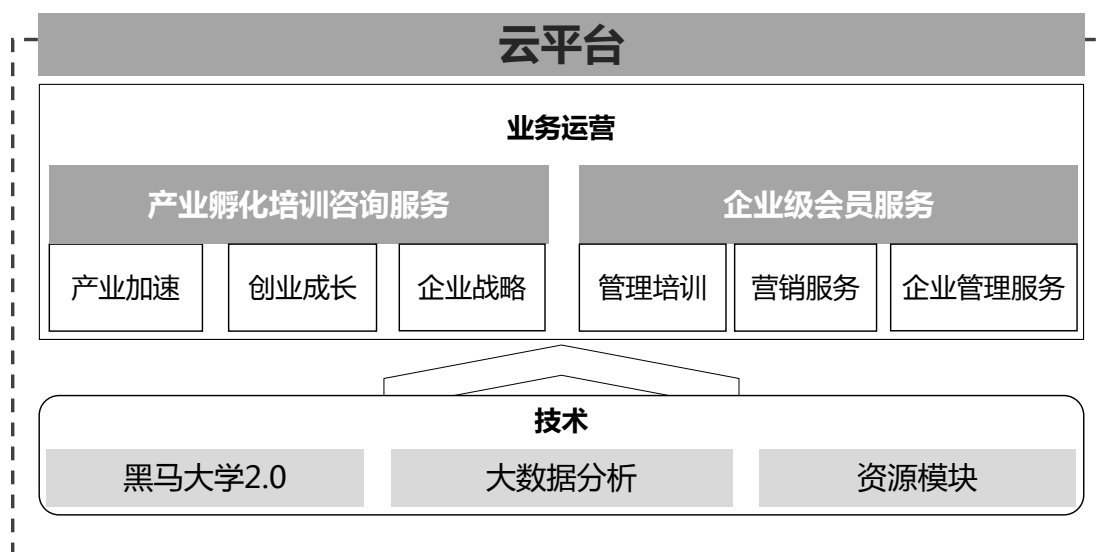 云平台
业务运营
产业孵化培训咨询服务
企业级会员服务
产业加速
创业成长
企业战略
管理培训
营销服务
企业管理服务
技术
黑马大学2.0
大数据分析
资源模块